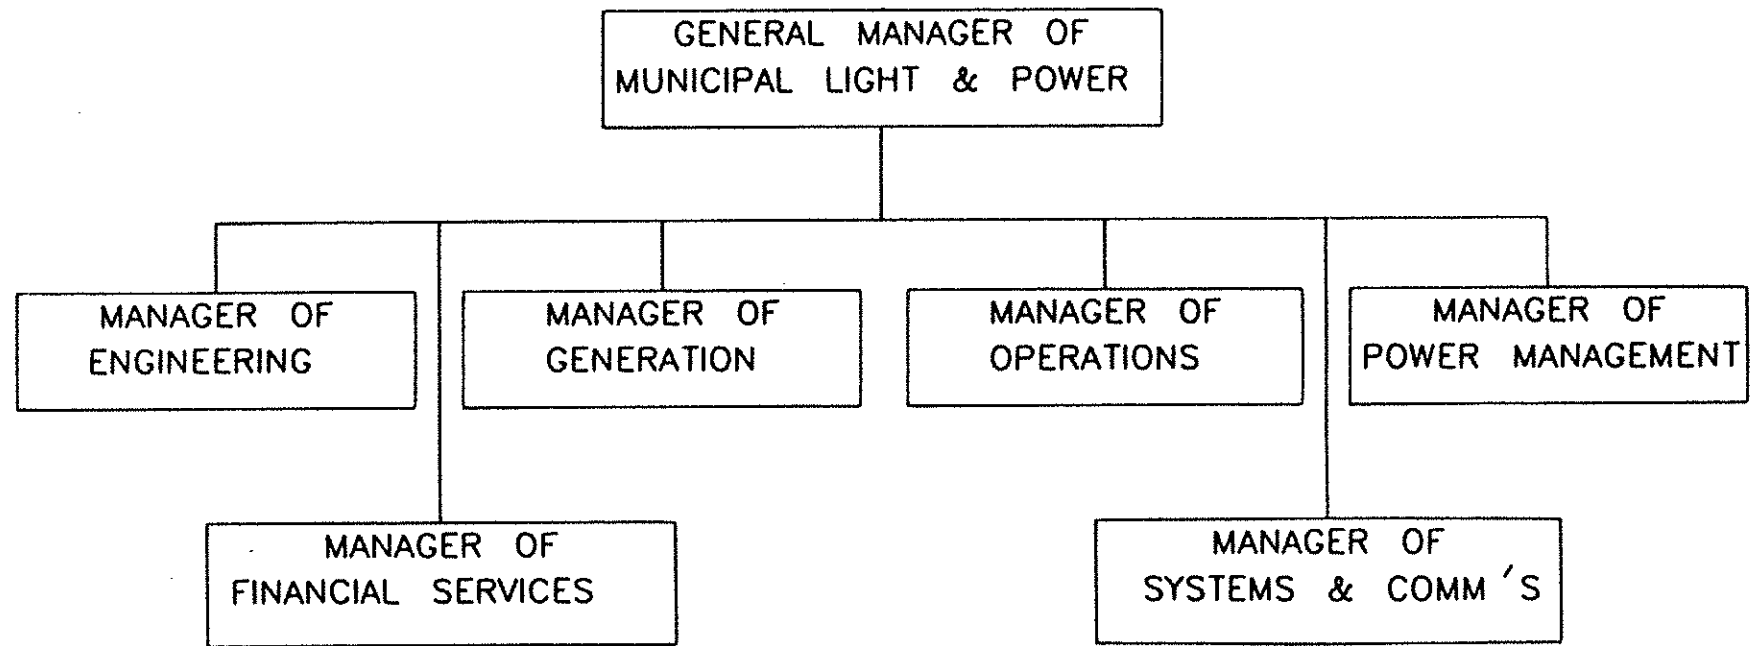 GENERAL MANAGER OF
MUNICIPAL LIGHT & POWER
MANAGER OF
ENGINEERING
MANAGER OF
GENERATION
MANAGER OF
OPERATIONS
MANAGER OF
POWER MANAGEMENT
MANAGER OF
FINANCIAL SERVICES
MANAGER OF
SYSTEMS & COMM'S